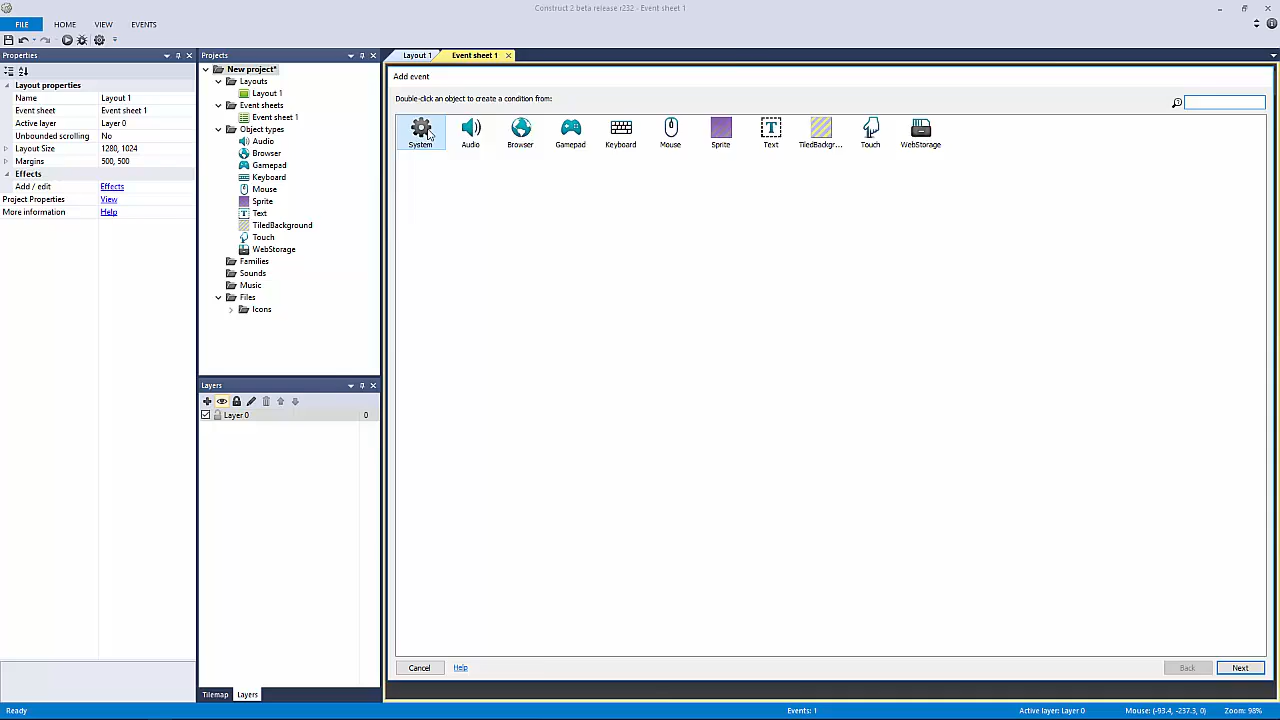 Construct 2 beta release r232 - Event sheet 1
FILE HOME VIEW EVENTS
Properties
Layout properties
Name Layout 1
Event sheet Event sheet 1
Active layer Layer 0
Unbounded scrolling No
Layout Size 1280, 1024
Margins 500, 500
Effects
Add / edit Effects
Project Properties View
More information Help
Projects
New project*
Layouts
Layout 1
Event sheets
Event sheet 1
Object types
Audio
Browser
Gamepad
Keyboard
Mouse
Sprite
Text
TiledBackground
Touch
WebStorage
Families
Sounds
Music
Files
Icons
Layers
Layer 0 0
Tilemap Layers
Layout 1 Event sheet 1
Add event
Double-click an object to create a condition from:
System Audio Browser Gamepad Keyboard Mouse Sprite Text TiledBackgr... Touch WebStorage
Cancel Help Back Next
Ready Events: 1 Active layer: Layer 0 Mouse: (-93.4, -237.3, 0) Zoom: 98%